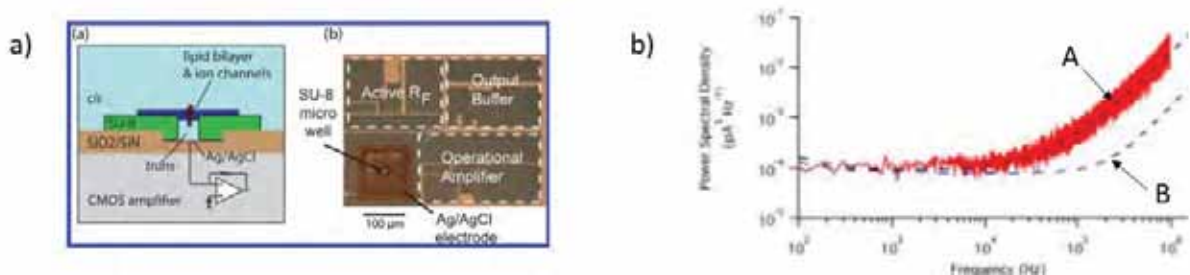 a)
(a)
lipid bilayer
& ion channels
cis
SU-8
SiO2/SiN
trans
Ag/AgCl
CMOS amplifier
(b)
SU-8
micro
well
Active RF
Output
Buffer
Operational
Amplifier
100 µm
Ag/AgCl
electrode
b)
Power Spectral Density
A
B
Frequency (Hz)